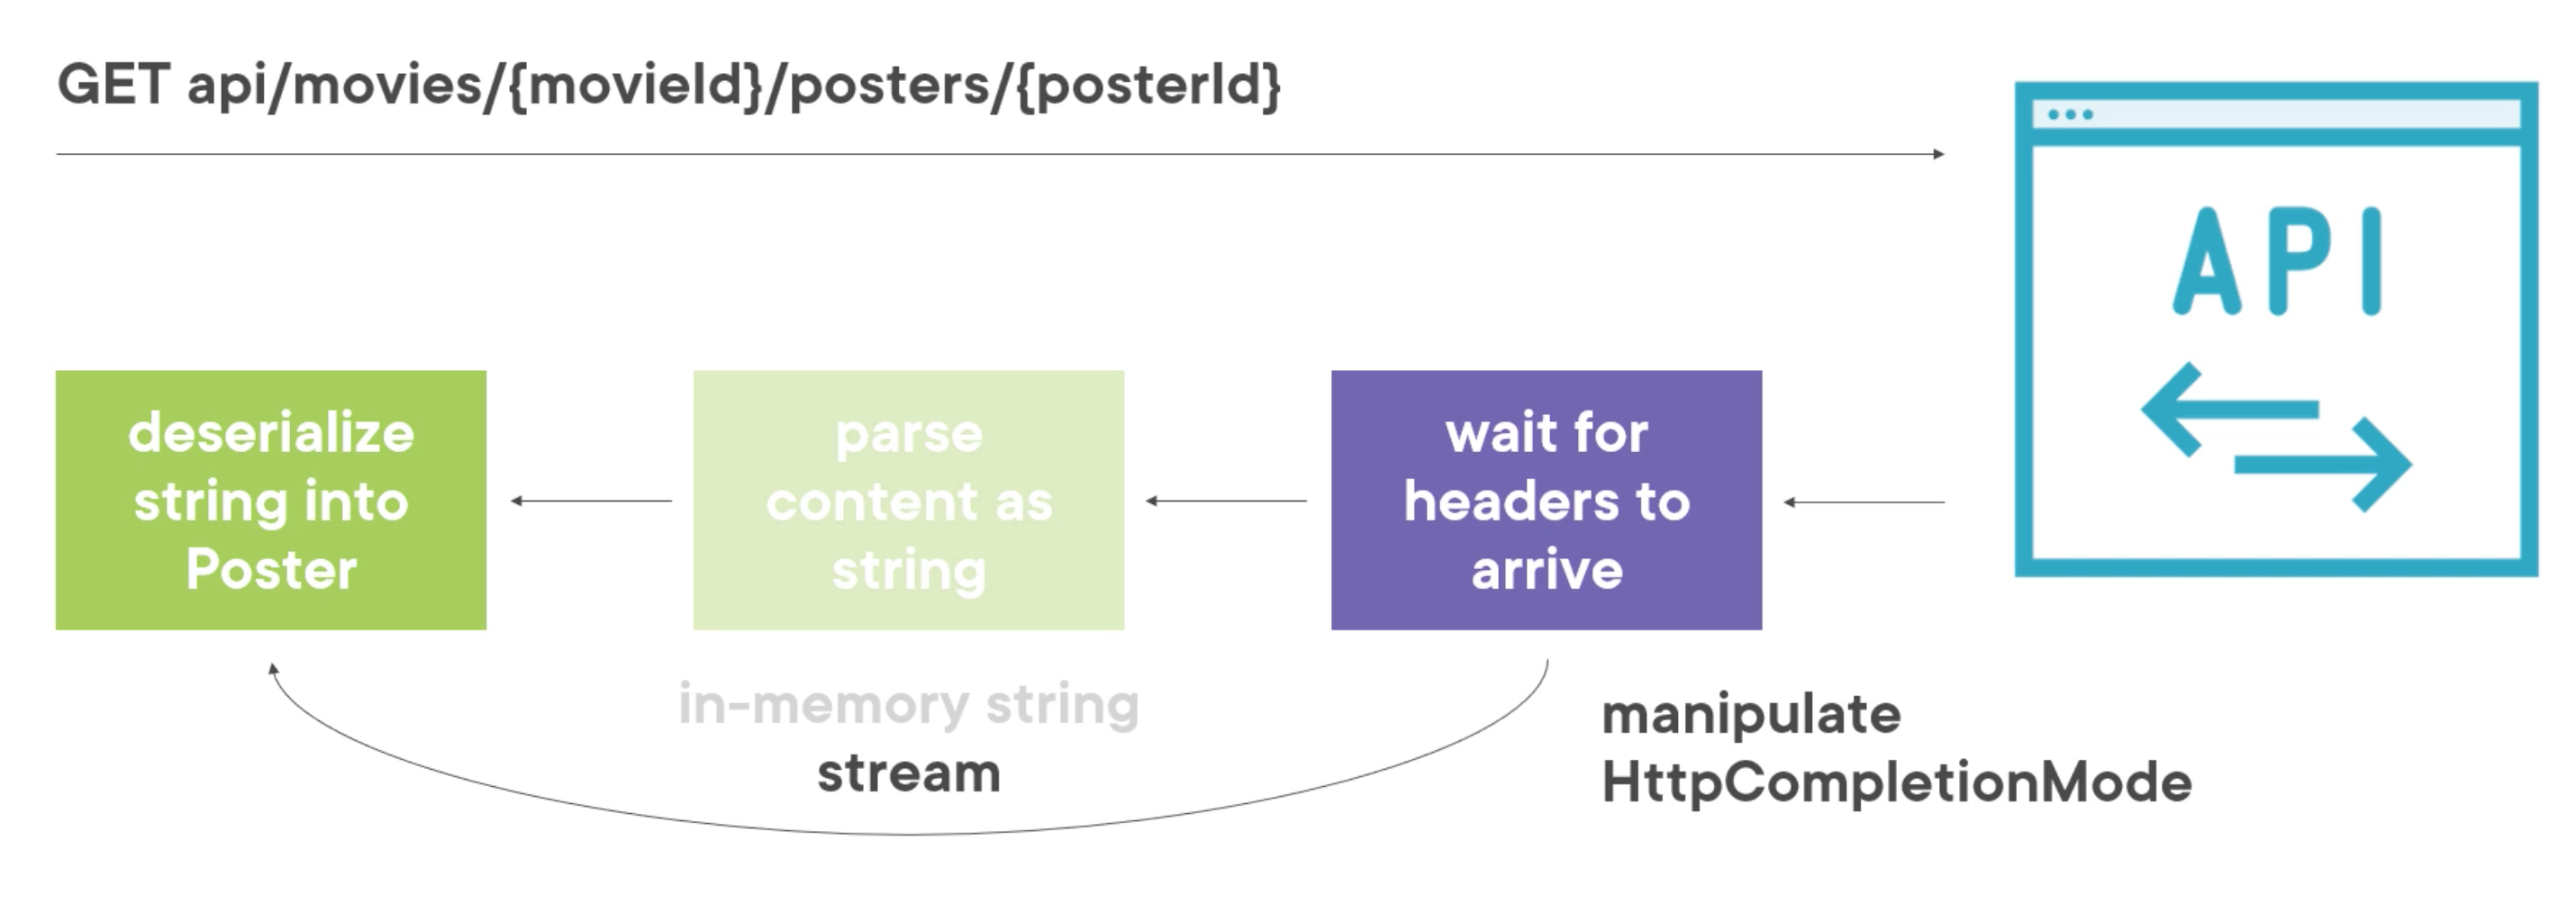 GET api/movies/{movieId}/posters/{posterId}
API
deserialize
string into
Poster
parse
content as
string
wait for
headers to
arrive
in-memory string
stream
manipulate
HttpCompletionMode